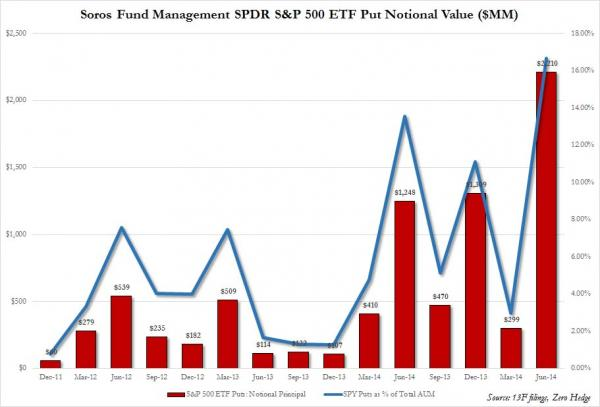 Soros Fund Management SPDR S&P 500 ETF Put Notional Value ($MM)
$2,500
18.00%
16.00%
$2,000
14.00%
12.00%
$1,500
10.00%
$1,000
8.00%
6.00%
$500
4.00%
2.00%
$0
0.00%
$279
$539
$235
$182
$509
$114
$107
$410
$1,248
$470
$299
Dec-11
Mar-12
Jun-12
Sep-12
Dec-12
Mar-13
Jun-13
Sep-13
Dec-13
Mar-14
Jun-14
Sep-13
Dec-13
Mar-14
Jun-14
S&P 500 ETF Put: Notional Principal
SPY Puts as % of Total AUM
Source: 13F filings, Zero Hedge